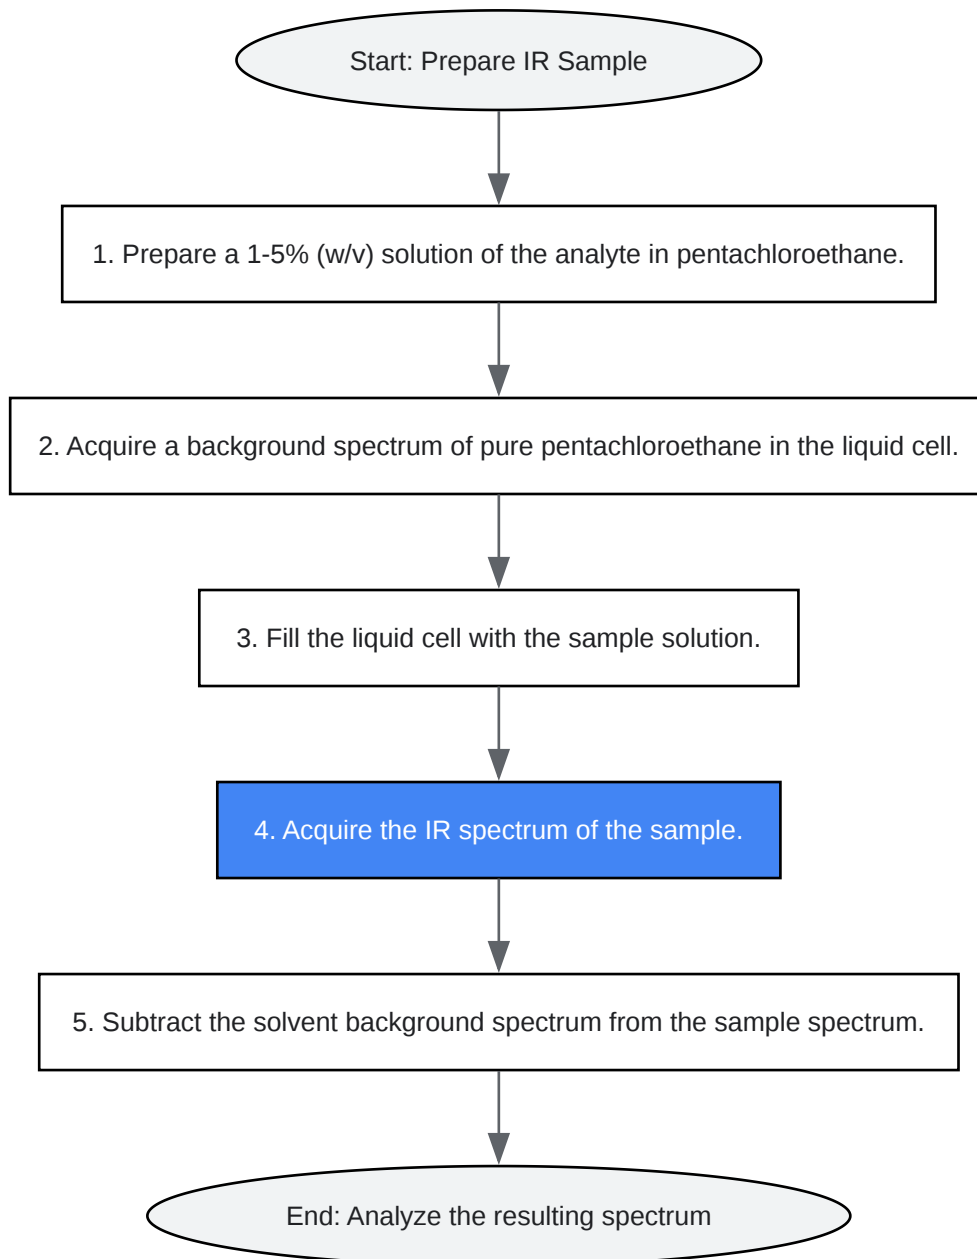 Start: Prepare IR Sample
1. Prepare a 1-5% (w/v) solution of the analyte in pentachloroethane.
2. Acquire a background spectrum of pure pentachloroethane in the liquid cell.
3. Fill the liquid cell with the sample solution.
4. Acquire the IR spectrum of the sample.
5. Subtract the solvent background spectrum from the sample spectrum.
End: Analyze the resulting spectrum